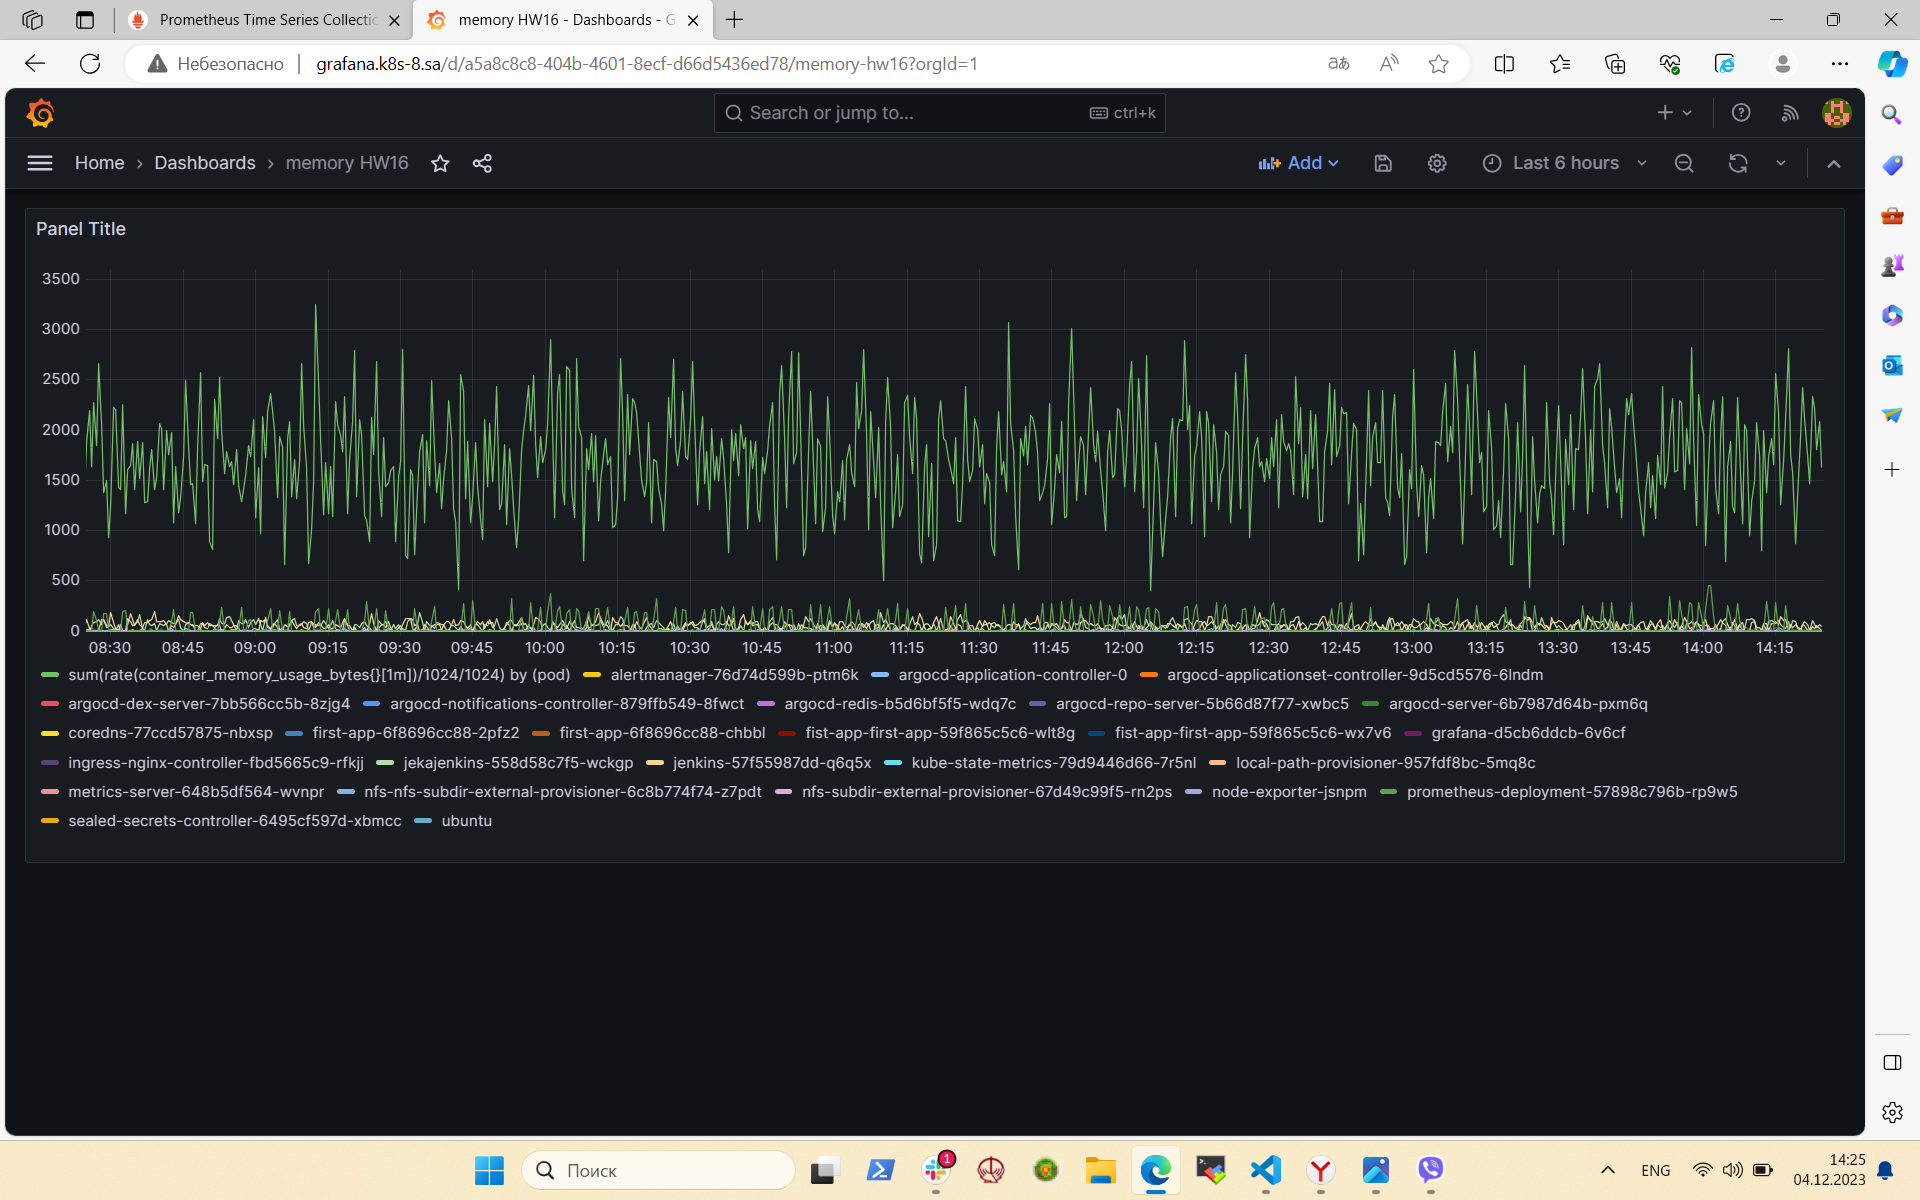 Prometheus Time Series Collectic
memory HW16 - Dashboards - G
Небезопасно
grafana.k8s-8.sa/d/a5a8c8c8-404b-4601-8ecf-d66d5436ed78/memory-hw16?orgId=1
Search or jump to...
ctrl+k
Home › Dashboards › memory HW16
Add
Last 6 hours
Panel Title
3500
3000
2500
2000
1500
1000
500
0
08:30 08:45 09:00 09:15 09:30 09:45 10:00 10:15 10:30 10:45 11:00 11:15 11:30 11:45 12:00 12:15 12:30 12:45 13:00 13:15 13:30 13:45 14:00 14:15
sum(rate(container_memory_usage_bytes{}[1m])/1024/1024) by (pod) alertmanager-76d74d599b-ptm6k argocd-application-controller-0 argocd-applicationset-controller-9d5cd5576-6lndm
argocd-dex-server-7bb566cc5b-8zjg4 argocd-notifications-controller-879ffb549-8fwct argocd-redis-b5d6bf5f5-wdq7c argocd-repo-server-5b66d87f77-xwbc5 argocd-server-6b7987d64b-pxm6q
coredns-77ccd57875-nbxsp first-app-6f8696cc88-2pfz2 first-app-6f8696cc88-chbbl fist-app-first-app-59f865c5c6-wlt8g fist-app-first-app-59f865c5c6-wx7v6 grafana-d5cb6ddcb-6v6cf
ingress-nginx-controller-fbd5665c9-rfkjj jekajenkins-558d58c7f5-wckgp jenkins-57f55987dd-q6q5x kube-state-metrics-79d9446d66-7r5nl local-path-provisioner-957fdf8bc-5mq8c
metrics-server-648b5df564-wvnpr nfs-nfs-subdir-external-provisioner-6c8b774f74-z7pdt nfs-subdir-external-provisioner-67d49c99f5-rn2ps node-exporter-jsnpm prometheus-deployment-57898c796b-rp9w5
sealed-secrets-controller-6495cf597d-xbmcc ubuntu
Поиск
1
ENG
14:25
04.12.2023